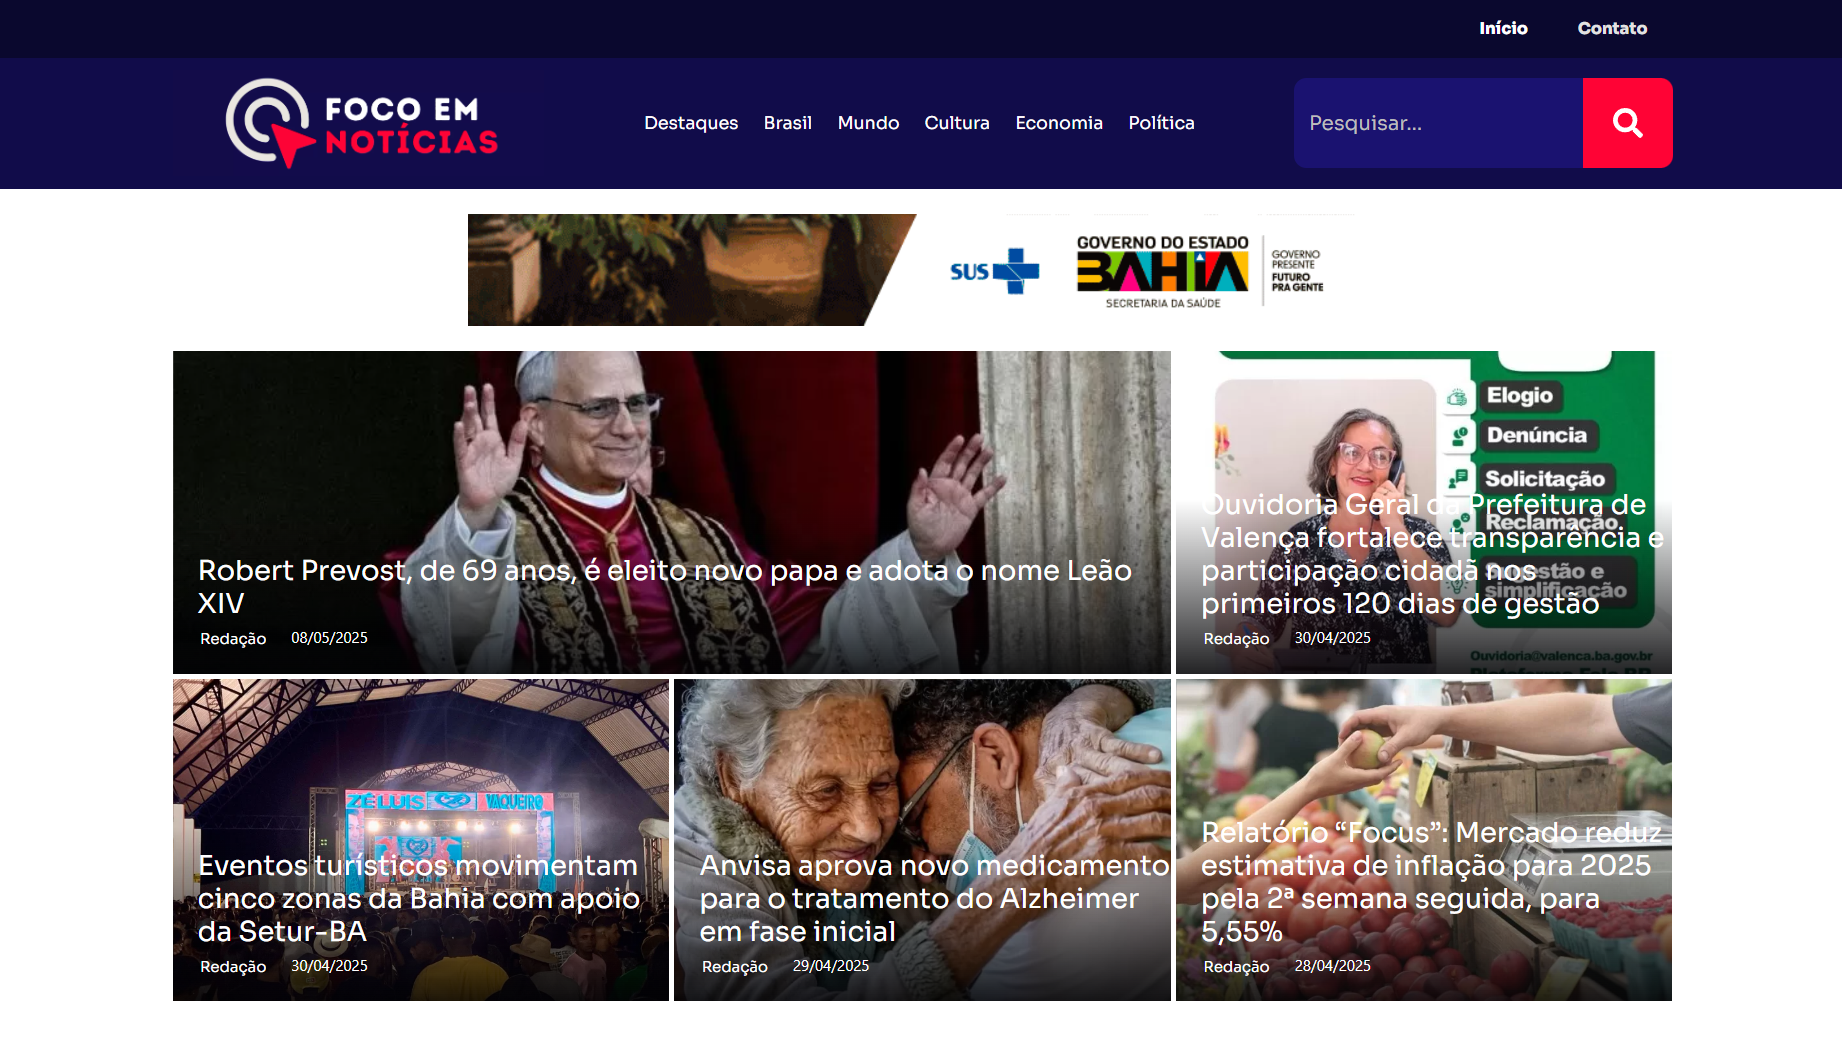 Início Contato
FOCO EM
NOTÍCIAS
Destaques Brasil Mundo Cultura Economia Política
Pesquisar...
SUS
GOVERNO DO ESTADO
BAHIA
SECRETARIA DA SAÚDE
GOVERNO
PRESENTE
FUTURO
PRA GENTE
Robert Prevost, de 69 anos, é eleito novo papa e adota o nome Leão
XIV
Redação 08/05/2025
Elogio
Denúncia
Solicitação
Reclamação
simplificação
Ouvidoria Geral da Prefeitura de
Valença fortalece transparência e
participação cidadã nos
primeiros 120 dias de gestão
Redação 30/04/2025
Ouvidoria@valenca.ba.gov.br
ZÉ LUIS VAQUEIRO
Eventos turísticos movimentam
cinco zonas da Bahia com apoio
da Setur-BA
Redação 30/04/2025
Anvisa aprova novo medicamento
para o tratamento do Alzheimer
em fase inicial
Redação 29/04/2025
Relatório “Focus”: Mercado reduz
estimativa de inflação para 2025
pela 2ª semana seguida, para
5,55%
Redação 28/04/2025